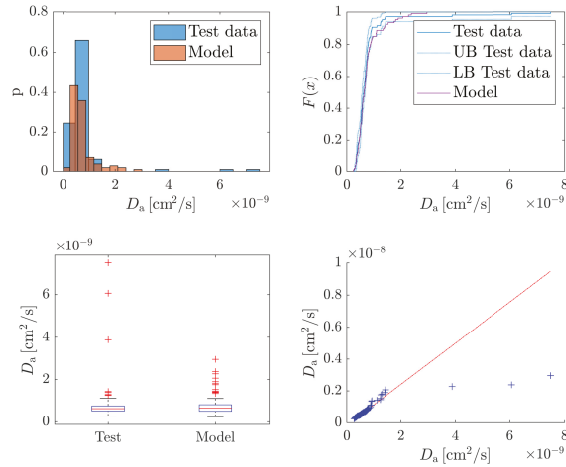 0.8
0.6
0.4
0.2
0
p
Test data
Model
0
2
4
6
D_a [cm²/s]
×10⁻⁹
1
0.8
0.6
0.4
0.2
0
F(x)
Test data
UB Test data
LB Test data
Model
0
2
4
6
8
D_a [cm²/s]
×10⁻⁹
×10⁻⁹
6
4
2
0
D_a [cm²/s]
Test
Model
×10⁻⁸
1
0.8
0.6
0.4
0.2
0
D_a [cm²/s]
0
2
4
6
8
D_a [cm²/s]
×10⁻⁹